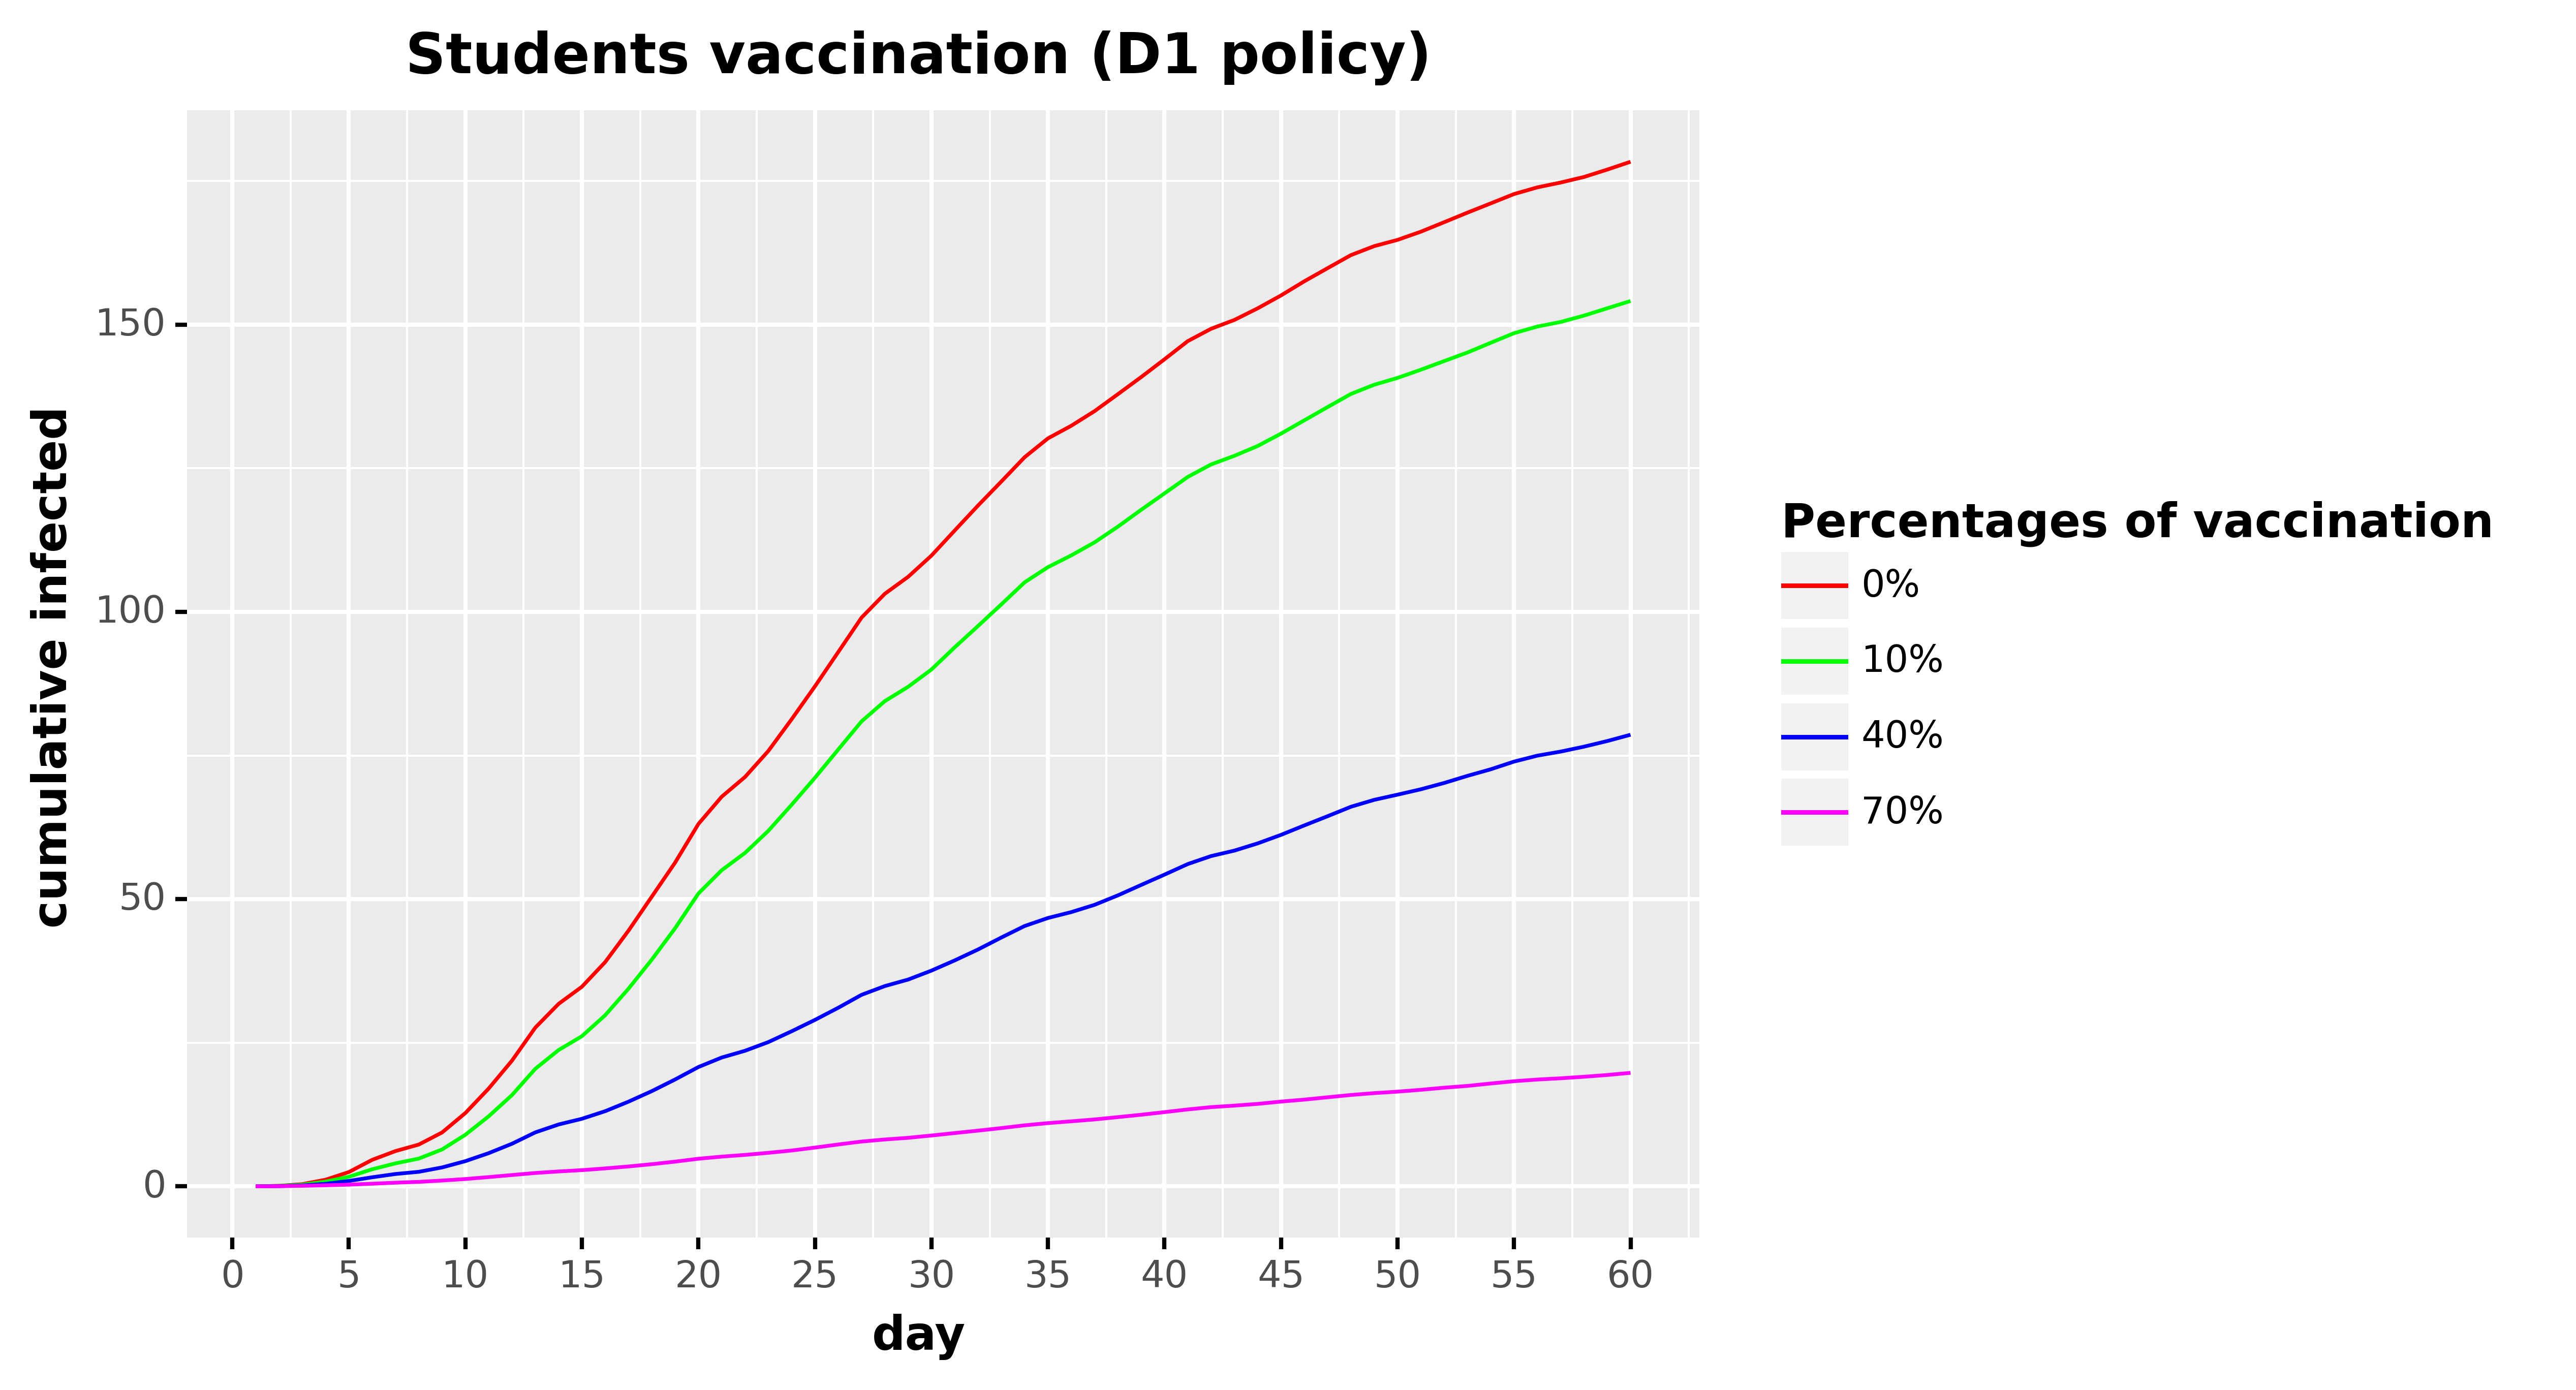 Students vaccination (D1 policy)
cumulative infected
150
100
50
0
0 5 10 15 20 25 30 35 40 45 50 55 60
day
Percentages of vaccination
0%
10%
40%
70%